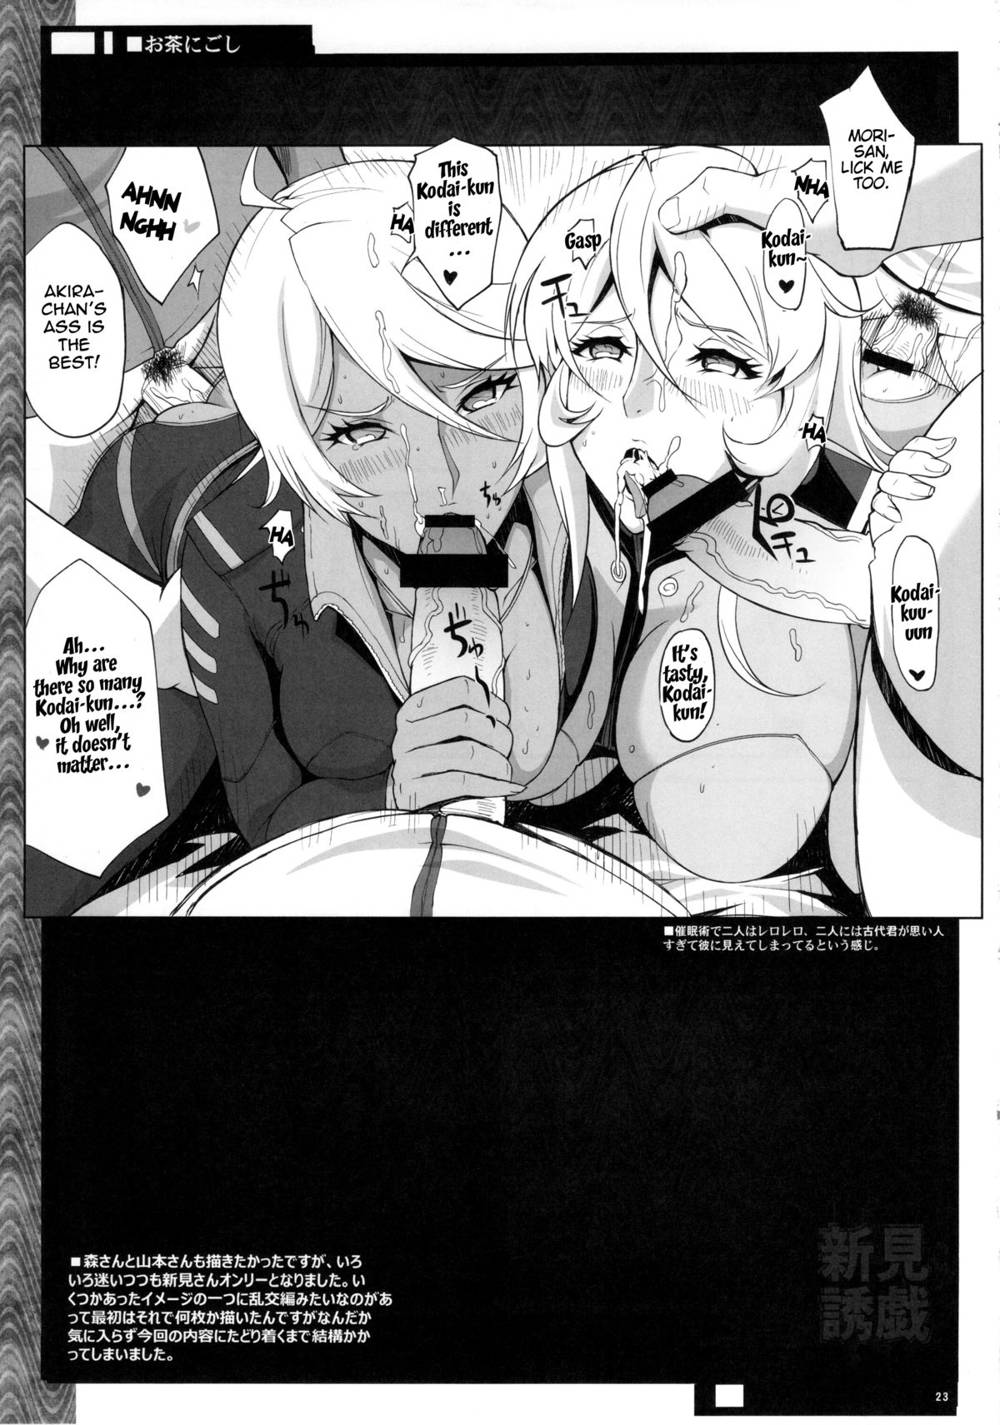 ■お茶にごし
MORI-
SAN,
LICK ME
TOO.
NHA
Kodai-
kun~
Gasp
チュ
This
Kodai-kun
is
different
...
HA
AHNN
NGHH
AKIRA-
CHAN'S
ASS IS
THE
BEST!
HA
ちゅ
HA
ぢゅ
ぢゅっ
チュ
Kodai-
kuu-
uun
It's
tasty,
Kodai-
kun!
Ah...
Why are
there so many
Kodai-kun...?
Oh well,
it doesn't
matter...
■催眠術で二人はレロレロ、二人には古代君が思い人
すぎて彼に見えてしまってるという感じ。
■森さんと山本さんも描きたかったですが、いろ
いろ迷いつつも新見さんオンリーとなりました。い
くつかあったイメージの一つに乱交編みたいなのがあ
って最初はそれで何枚か描いたんですがなんだか
気に入らず今回の内容にたどり着くまで結構かか
ってしまいました。
新見
誘戯
23